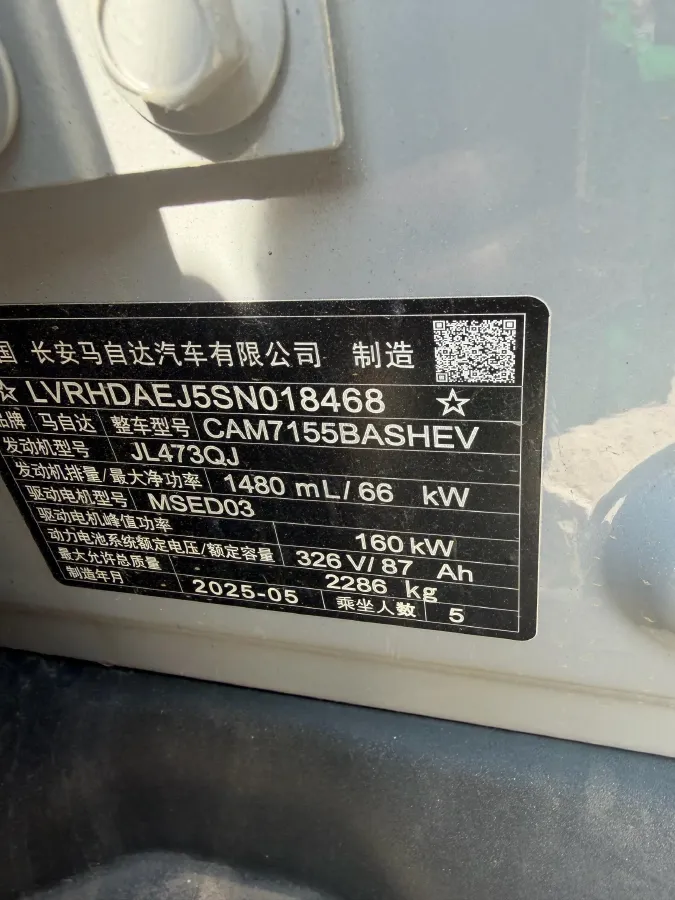 国 长安马自达汽车有限公司 制造
☆ LVRHDAEJ5SN018468 ☆
品牌 马自达 整车型号 CAM7155BASHEV
发动机型号 JL473QJ
发动机排量/最大净功率 1480 mL/ 66 kW
驱动电机型号 MSED03
驱动电机峰值功率 160 kW
动力电池系统额定电压/额定容量 326 V/ 87 Ah
最大允许总质量 2286 kg
制造年月 2025-05 乘坐人数 5